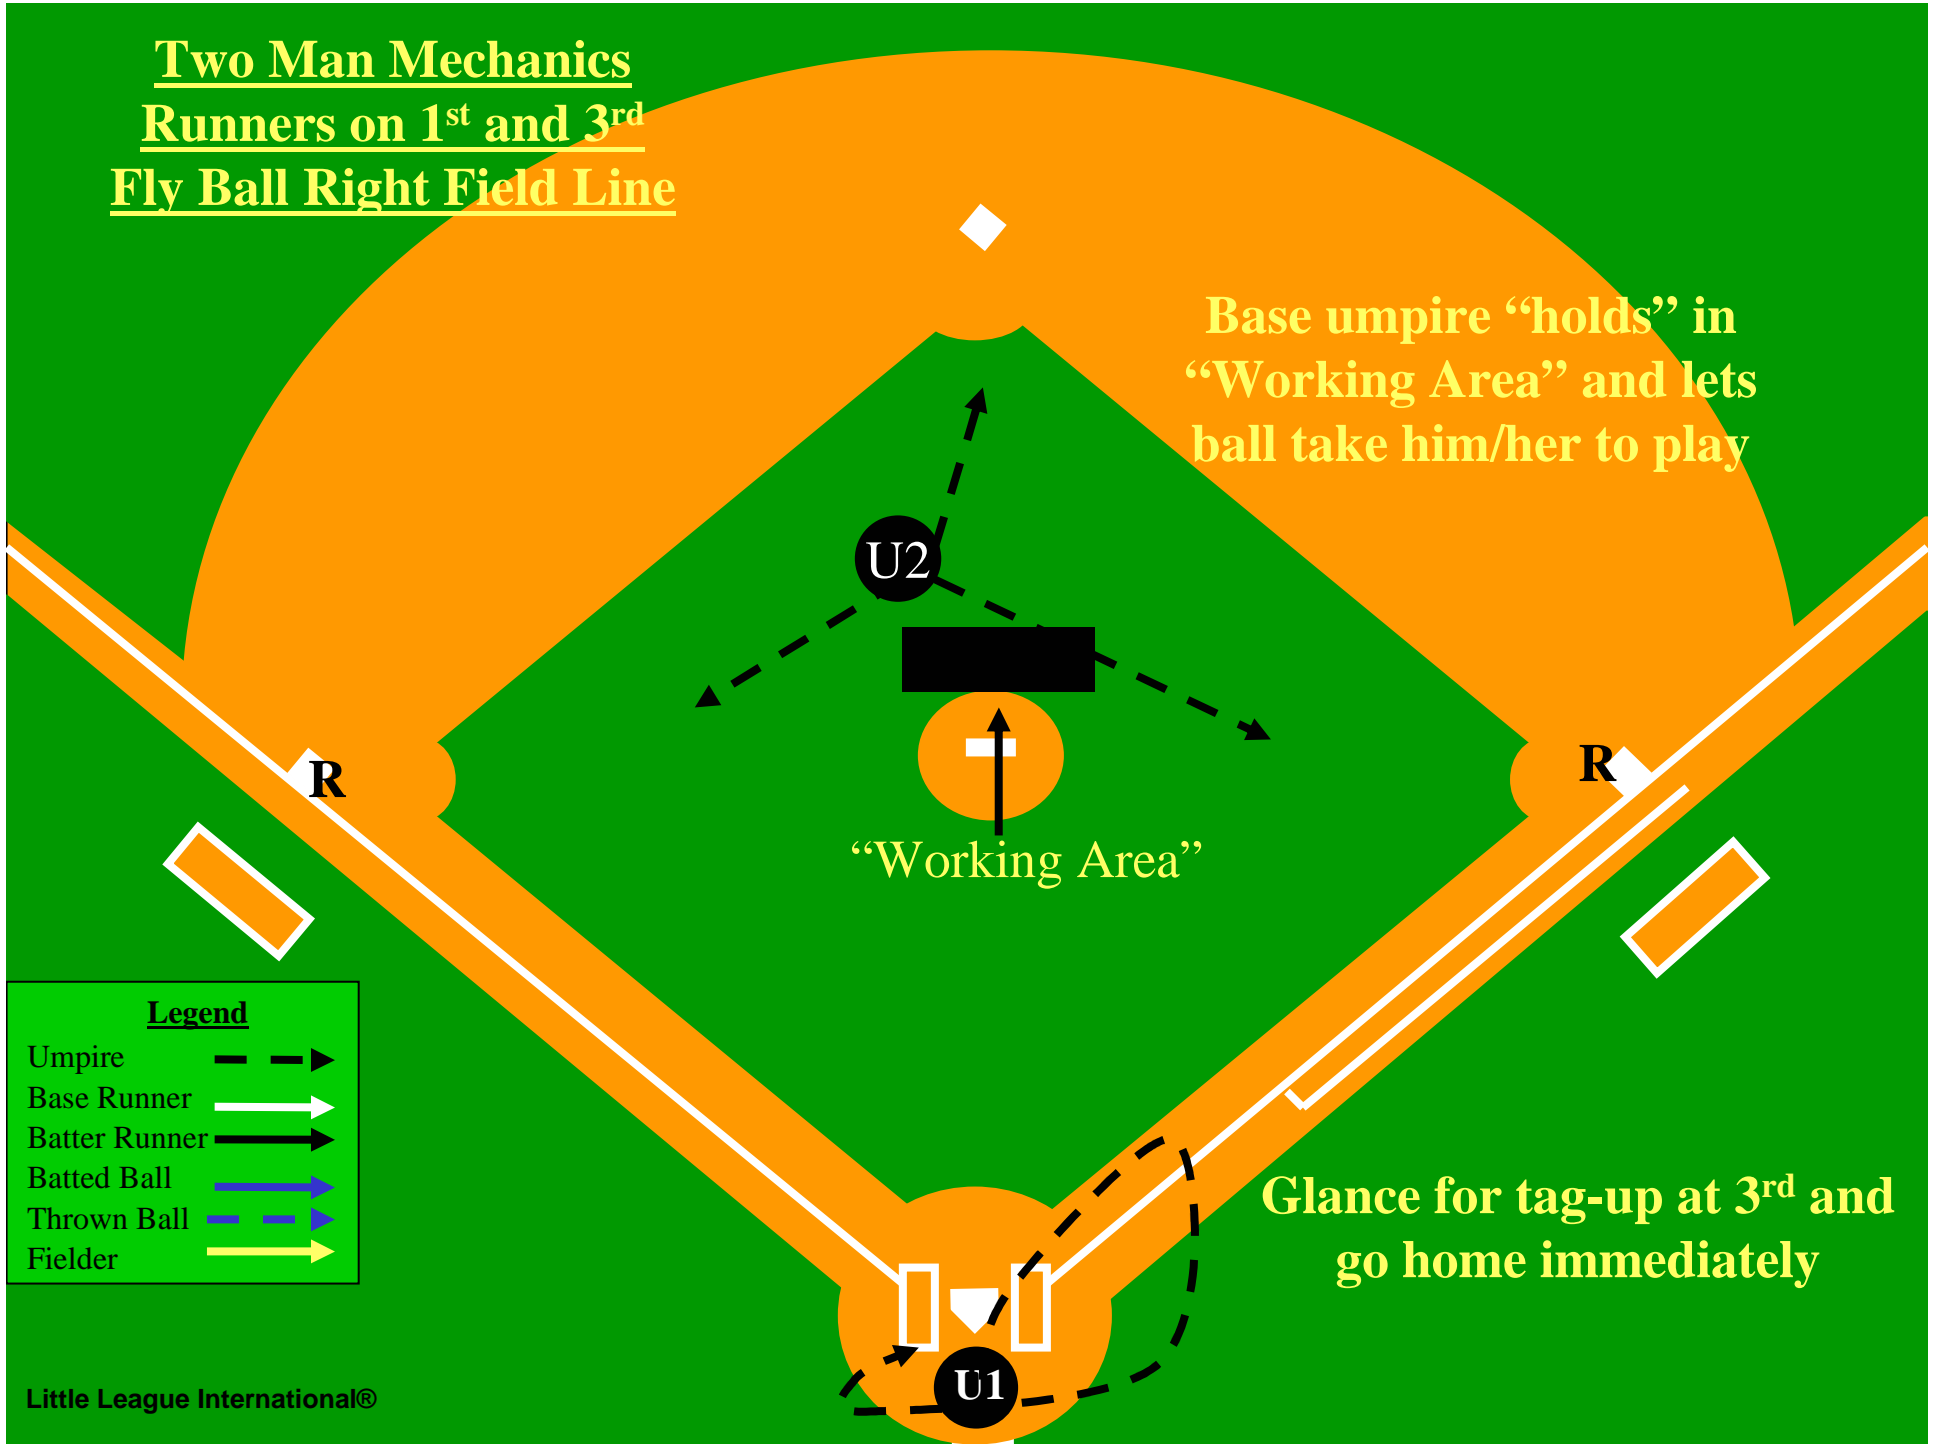 Two Man Mechanics
Runners on 1st and 3rd
Fly Ball Right Field Line
Base umpire “holds” in
“Working Area” and lets
ball take him/her to play
U2
R
R
“Working Area”
Legend
Umpire
Base Runner
Batter Runner
Batted Ball
Thrown Ball
Fielder
Glance for tag-up at 3rd and
go home immediately
U1
Little League International®